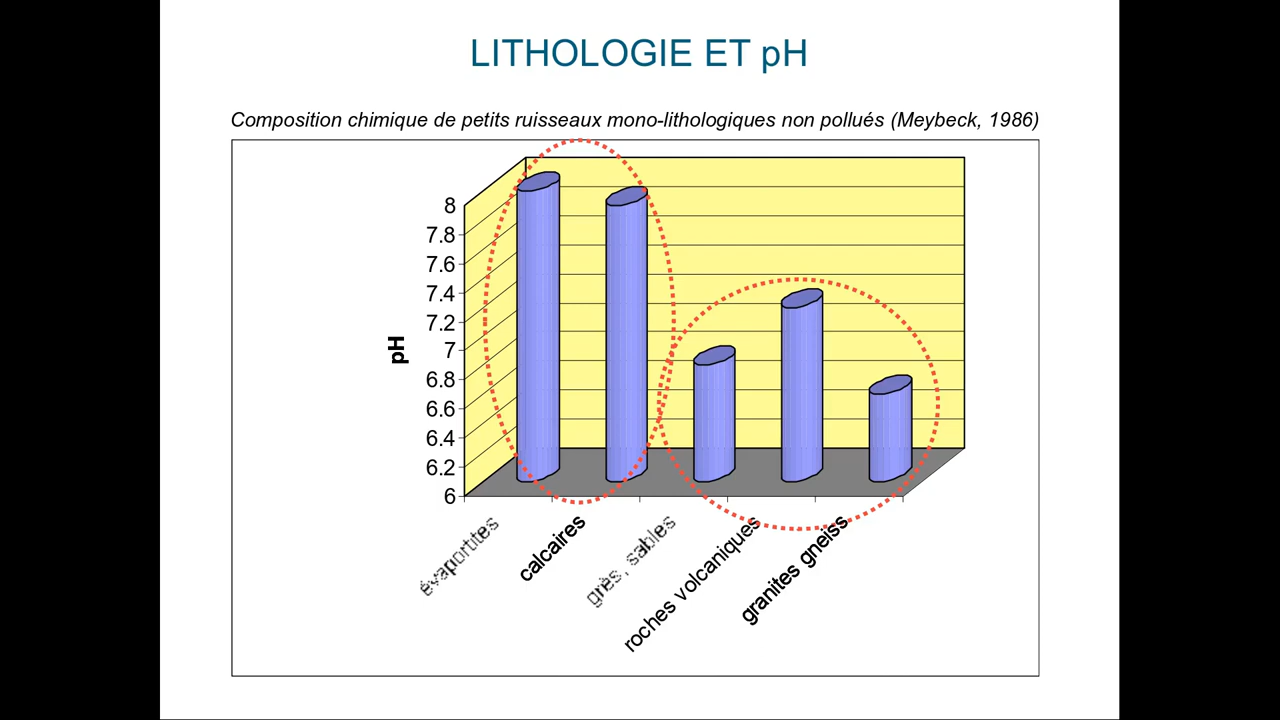 LITHOLOGIE ET pH
Composition chimique de petits ruisseaux mono-lithologiques non pollués (Meybeck, 1986)
8
7.8
7.6
7.4
7.2
7
6.8
6.6
6.4
6.2
6
pH
évaportites
calcaires
grès, sables
roches volcaniques
granites gneiss